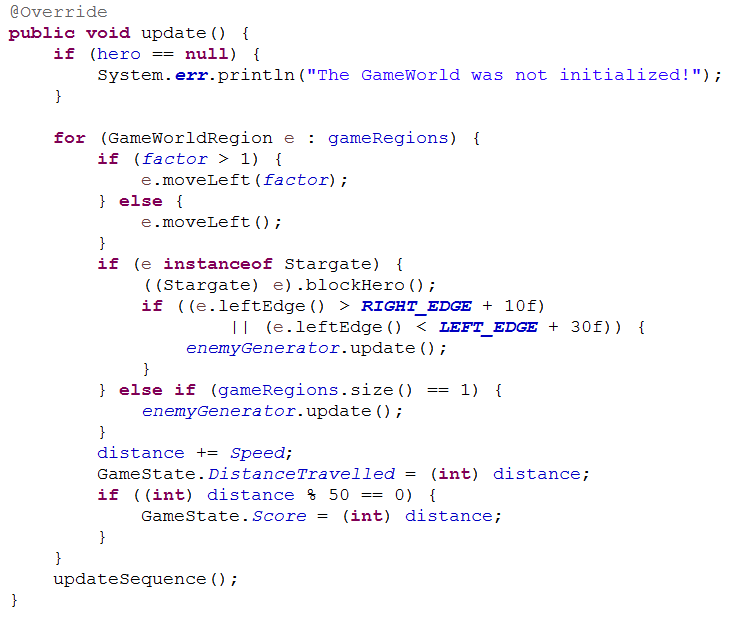 @Override
public void update() {
    if (hero == null) {
        System.err.println("The GameWorld was not initialized!");
    }

    for (GameWorldRegion e : gameRegions) {
        if (factor > 1) {
            e.moveLeft(factor);
        } else {
            e.moveLeft();
        }
        if (e instanceof Stargate) {
            ((Stargate) e).blockHero();
            if ((e.leftEdge() > RIGHT_EDGE + 10f)
                    || (e.leftEdge() < LEFT_EDGE + 30f)) {
                enemyGenerator.update();
            }
        } else if (gameRegions.size() == 1) {
            enemyGenerator.update();
        }
        distance += Speed;
        GameState.DistanceTravelled = (int) distance;
        if ((int) distance % 50 == 0) {
            GameState.Score = (int) distance;
        }
    }
    updateSequence();
}